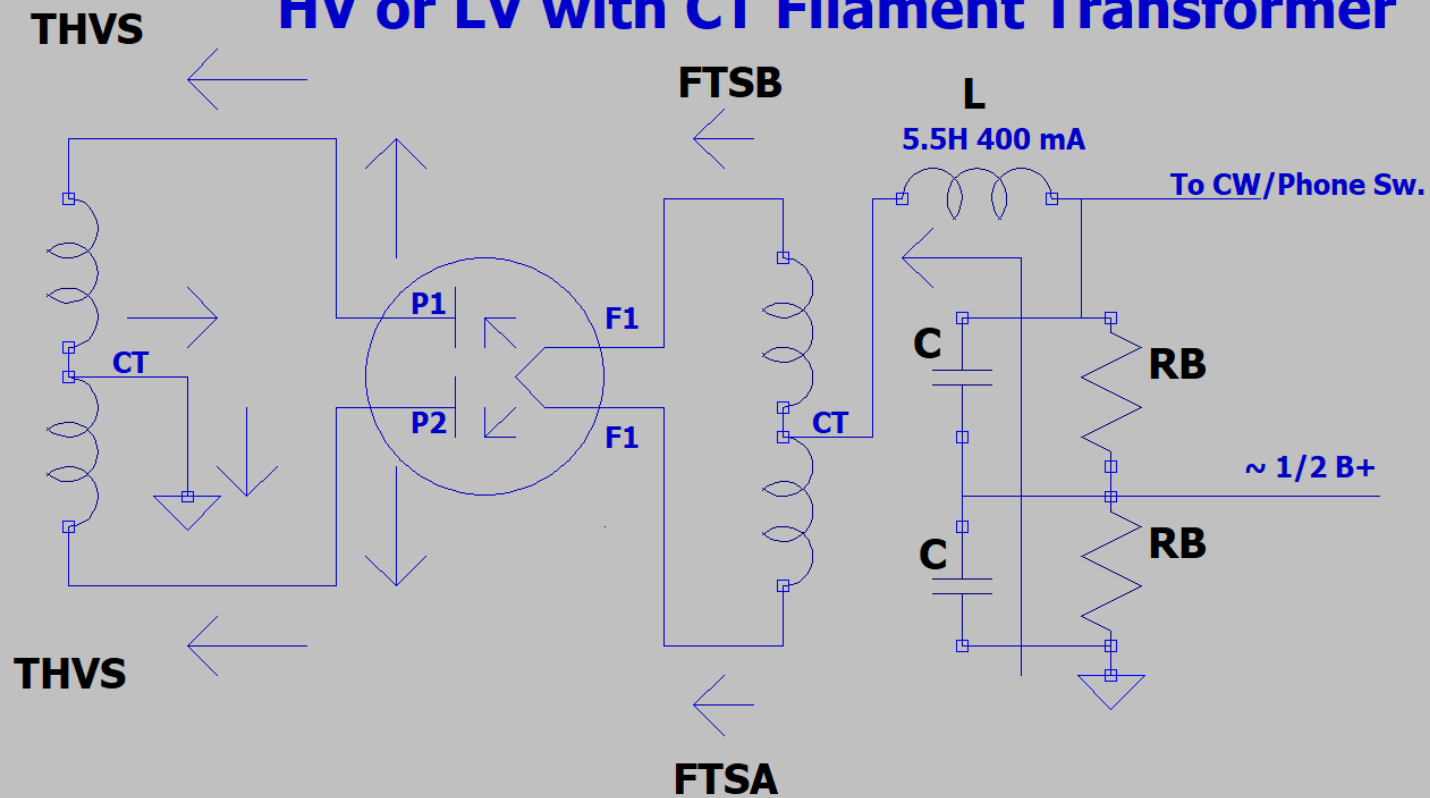 HV or LV with CT Filament Transformer
THVS
FTSB
L
5.5H 400 mA
To CW/Phone Sw.
P1
F1
C
RB
CT
P2
F1
CT
~ 1/2 B+
C
RB
THVS
FTSA